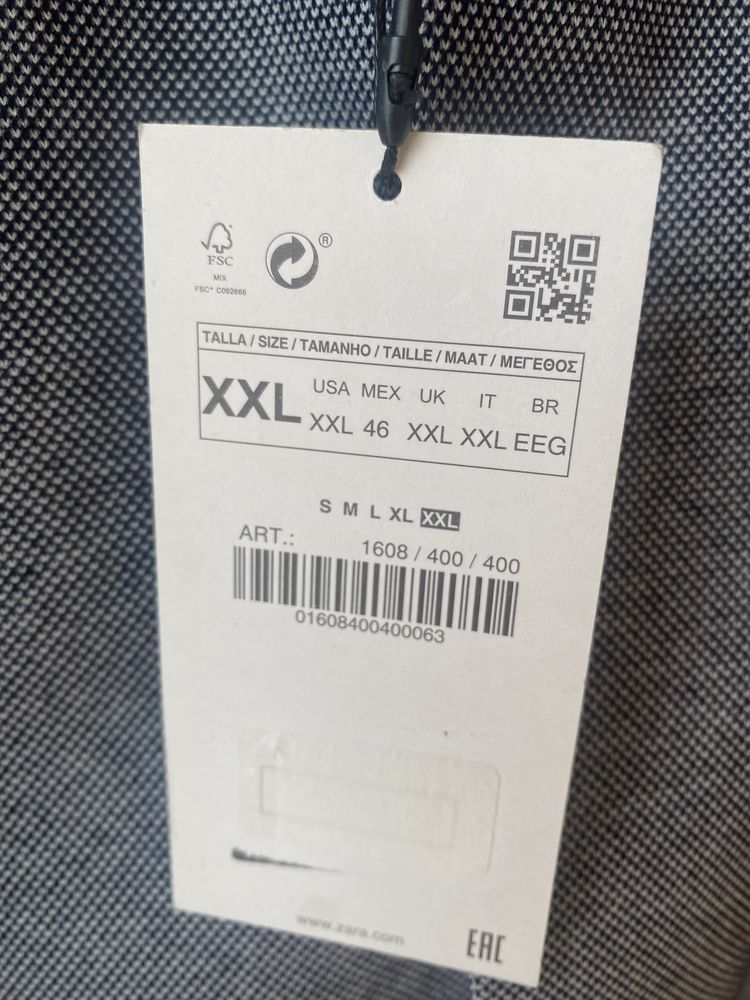 FSC
MIX
FSC® C092668
®
TALLA / SIZE / TAMANHO / TAILLE / MAAT / ΜΕΓΕΘΟΣ
XXL
USA MEX UK IT BR
XXL 46 XXL XXL EEG
S M L XL XXL
ART.: 1608 / 400 / 400
01608400400063
www.zara.com
EAC